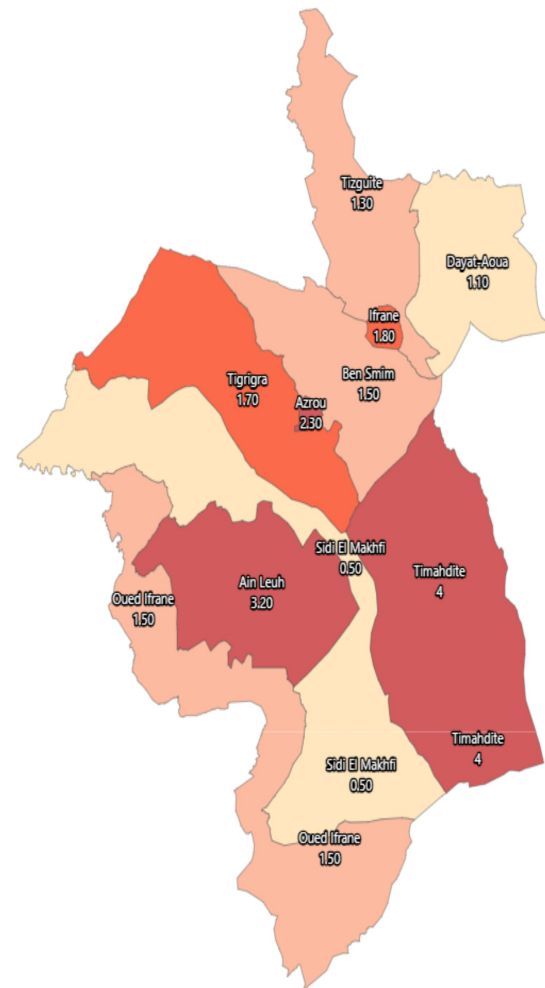 Tizguite
1.30
Dayat-Aoua
1.10
Ifrane
1.80
Ben Smim
1.50
Tigrigra
1.70
Azrou
2.30
Sidi El Makhfi
0.50
Timahdite
4
Ain Leuh
3.20
Oued Ifrane
1.50
Timahdite
4
Sidi El Makhfi
0.50
Oued Ifrane
1.50